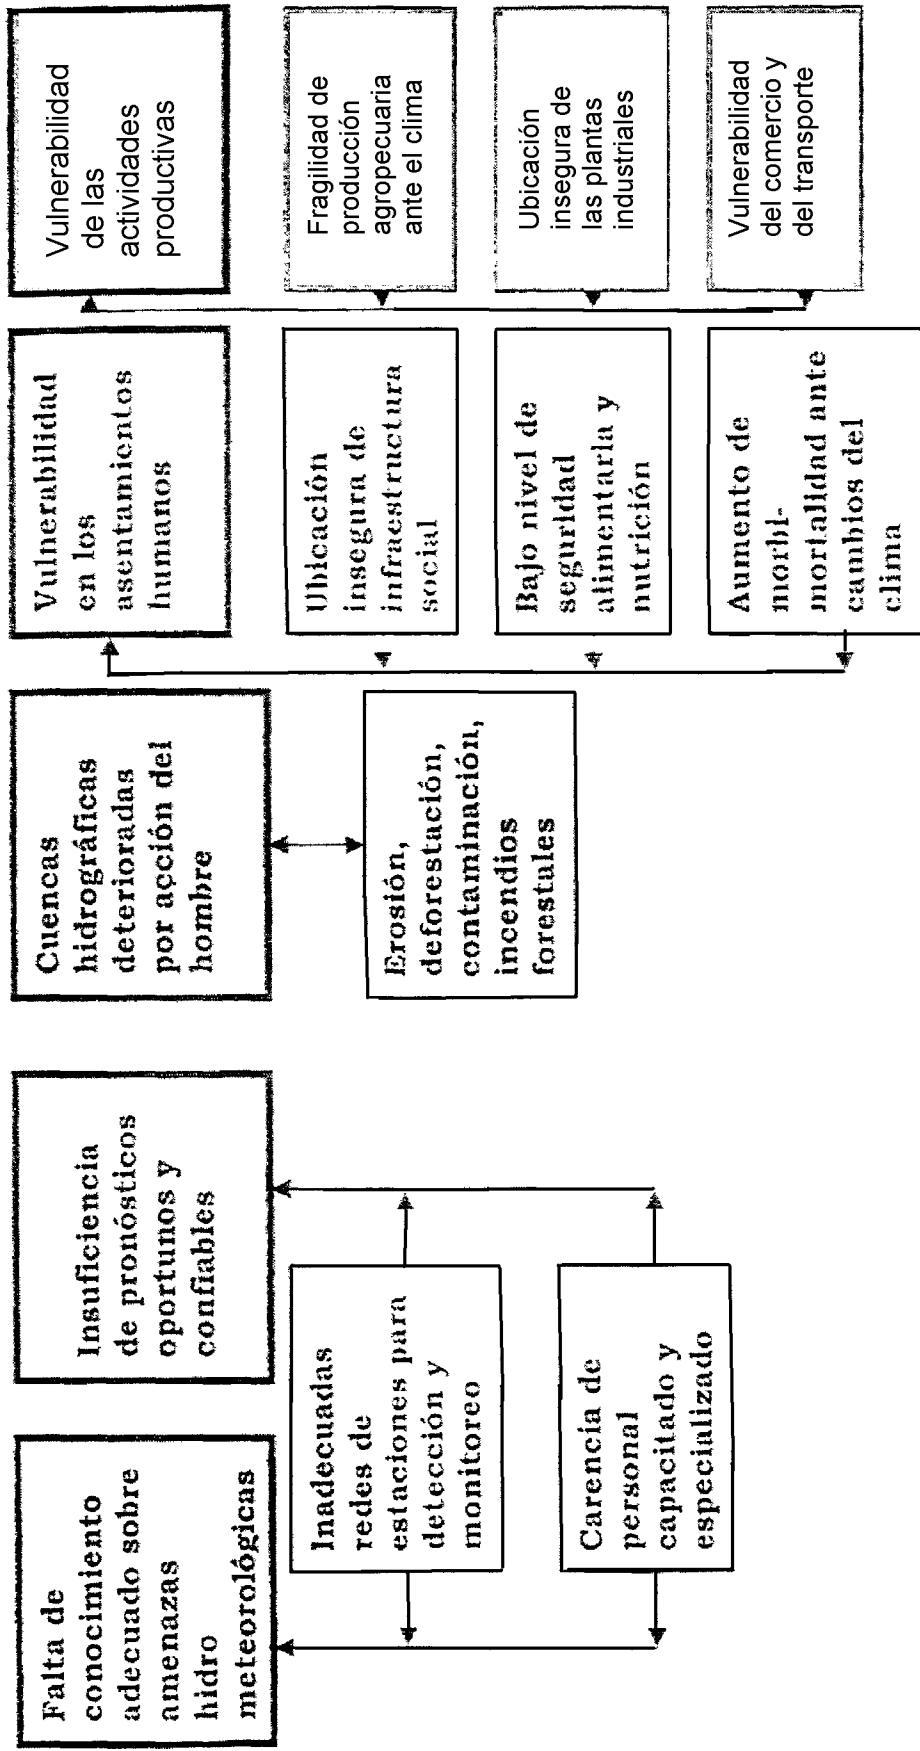 Falta de
conocimiento
adecuado sobre
amenazas
hidro
meteorológicas
Insuficiencia
de pronósticos
oportunos y
confiables
Cuencas
hidrográficas
deterioradas
por acción del
hombre
Vulnerabilidad
en los
asentamientos
humanos
Vulnerabilidad
de las
actividades
productivas
Inadecuadas
redes de
estaciones para
detección y
monitoreo
Carencia de
personal
capacitado y
especializado
Erosión,
deforestación,
contaminación,
incendios
forestales
Ubicación
insegura de
infraestructura
social
Bajo nivel de
seguridad
alimentaria y
nutrición
Aumento de
morbi-
mortalidad ante
cambios del
clima
Fragilidad de
producción
agropecuaria
ante el clima
Ubicación
insegura de
las plantas
industriales
Vulnerabilidad
del comercio y
del transporte